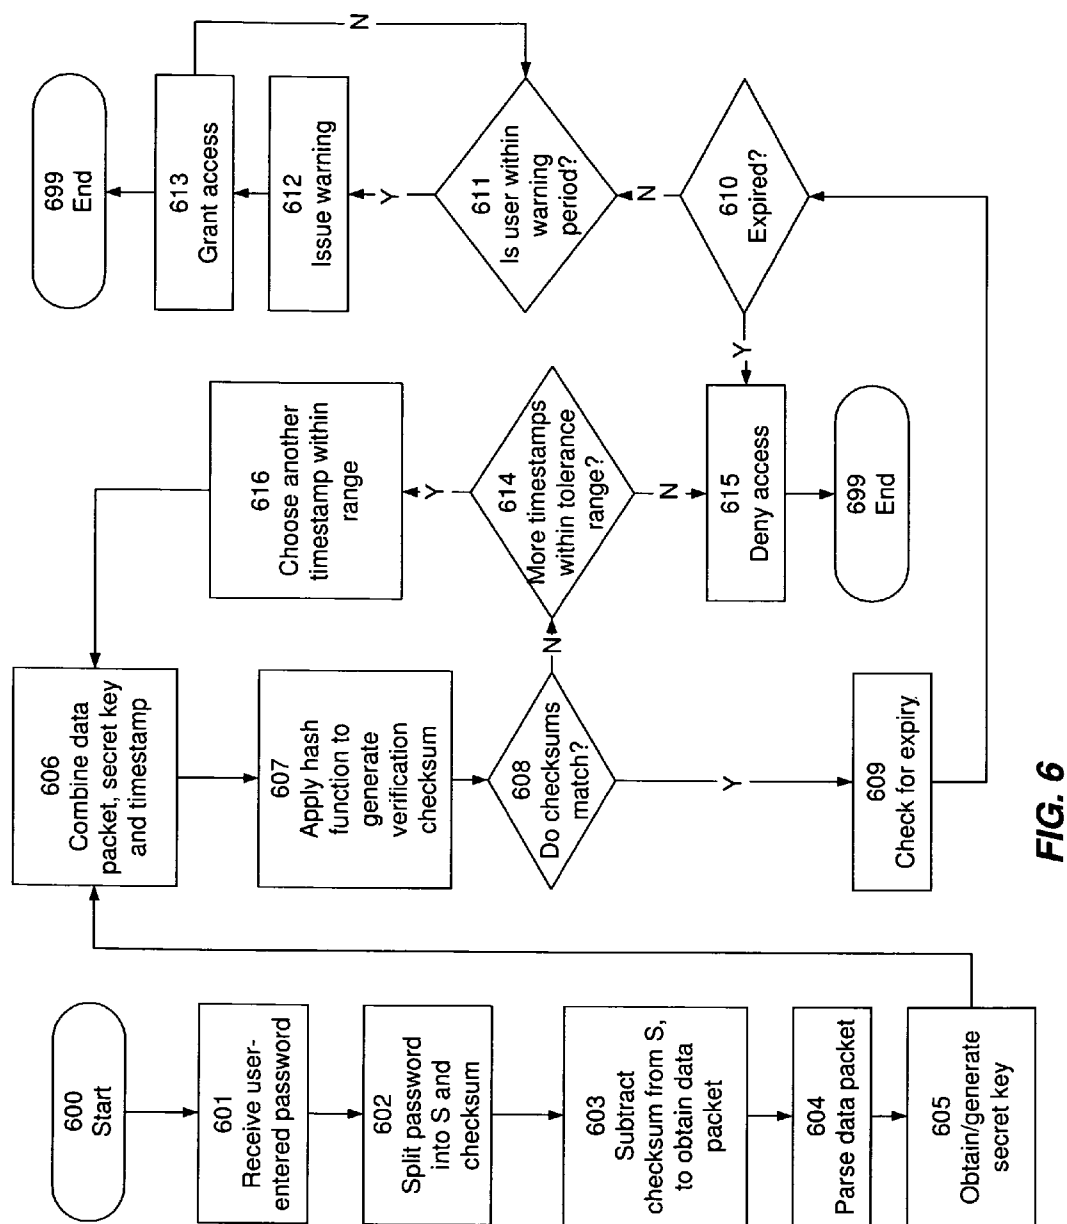 600
Start
601
Receive user-
entered password
602
Split password
into S and
checksum
603
Subtract
checksum from S,
to obtain data
packet
604
Parse data packet
605
Obtain/generate
secret key
606
Combine data
packet, secret key
and timestamp
607
Apply hash
function to
generate
verification
checksum
608
Do checksums
match?
N
Y
609
Check for expiry
616
Choose another
timestamp within
range
Y
614
More timestamps
within tolerance
range?
N
615
Deny access
699
End
699
End
613
Grant access
612
Issue warning
Y
N
611
Is user within
warning
period?
N
610
Expired?
Y
FIG. 6